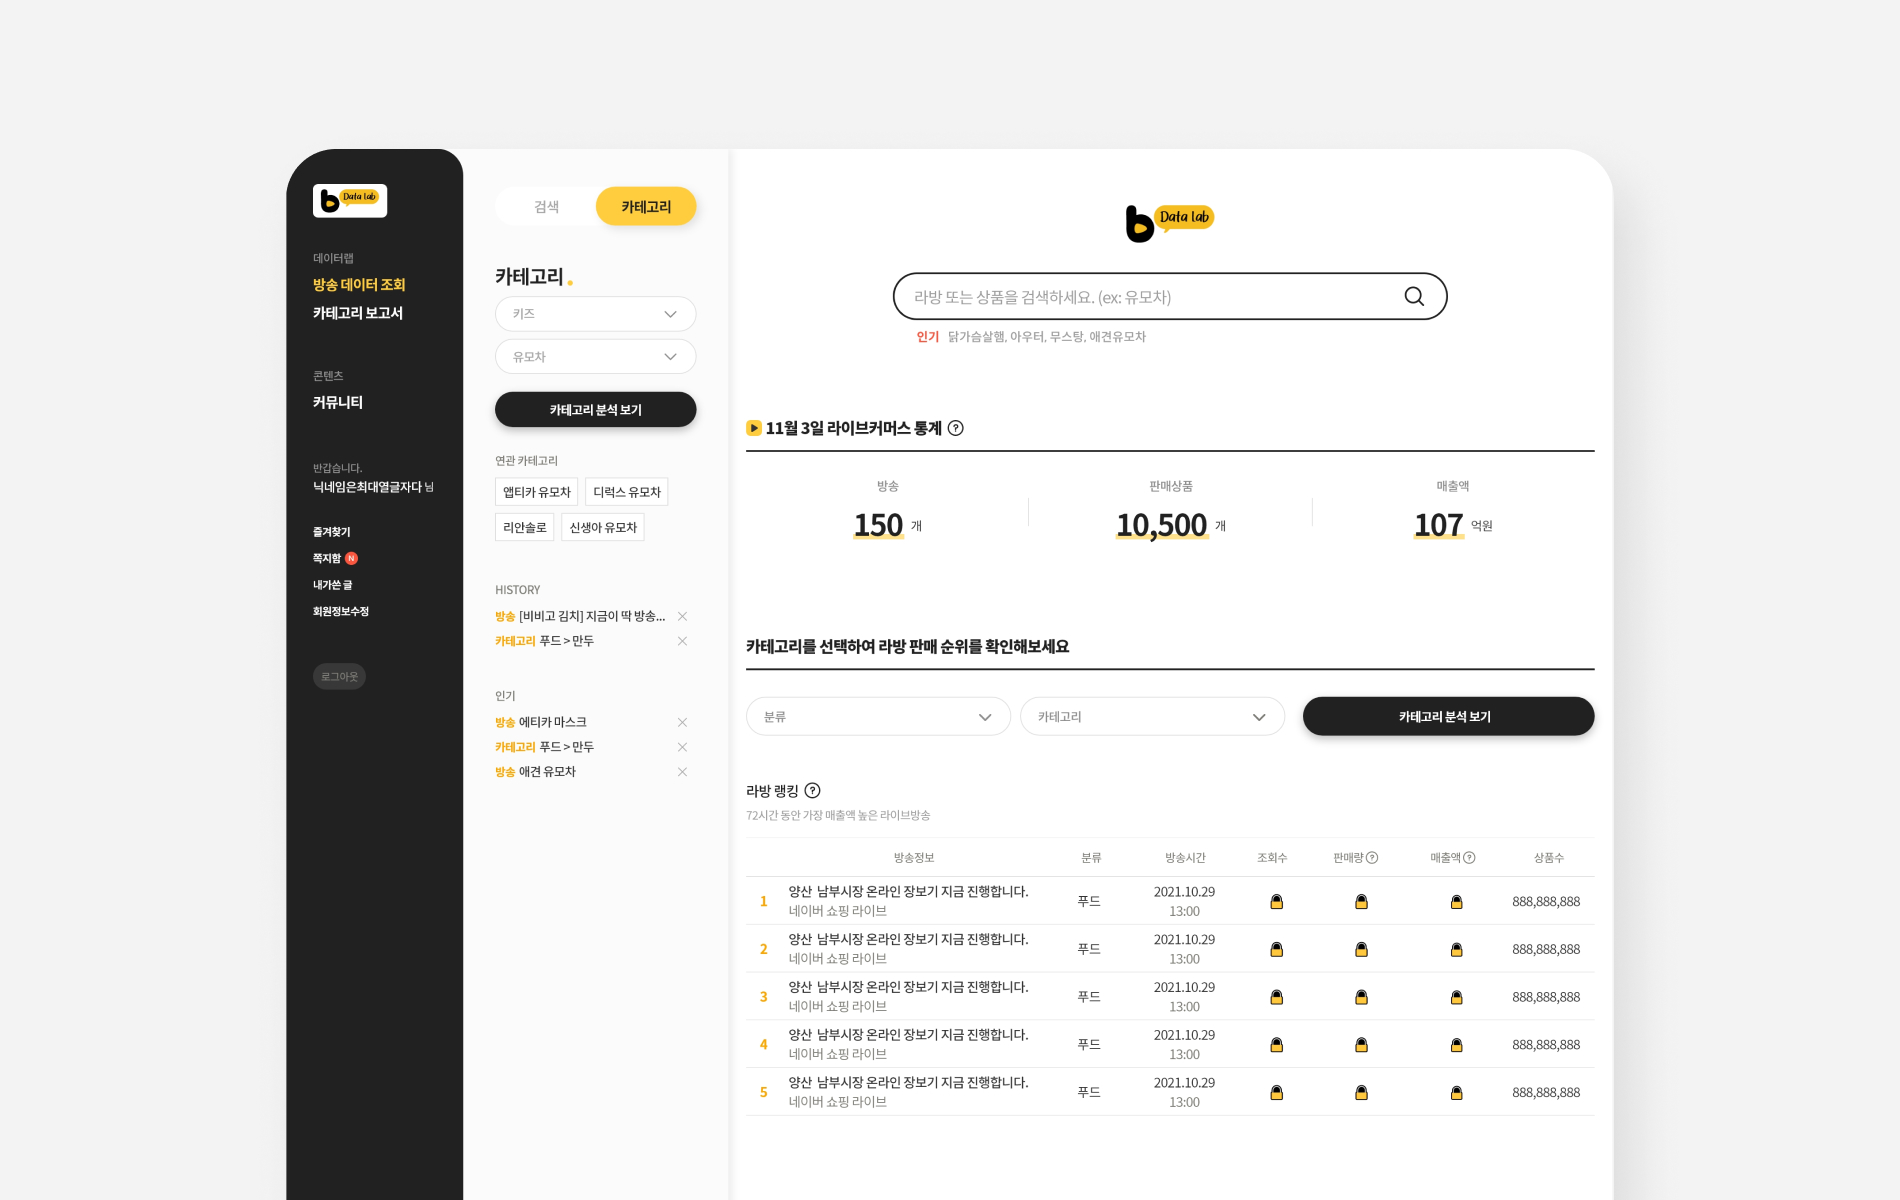 b Data lab
데이터랩
방송 데이터 조회
카테고리 보고서
콘텐츠
커뮤니티
반갑습니다.
닉네임은최대열글자다 님
즐겨찾기
쪽지함 N
내가쓴 글
회원정보수정
로그아웃
검색 카테고리
카테고리.
키즈
유모차
카테고리 분석 보기
연관 카테고리
앱티카 유모차 디럭스 유모차
리안솔로 신생아 유모차
HISTORY
방송 [비비고 김치] 지금이 딱 방송...
카테고리 푸드 > 만두
인기
방송 에티카 마스크
카테고리 푸드 > 만두
방송 애견 유모차
b Data lab
라방 또는 상품을 검색하세요. (ex: 유모차)
인기 닭가슴살햄, 아우터, 무스탕, 애견유모차
11월 3일 라이브커머스 통계 ?
방송 판매상품 매출액
150 개 10,500 개 107 억원
카테고리를 선택하여 라방 판매 순위를 확인해보세요
분류 카테고리 카테고리 분석 보기
라방 랭킹 ?
72시간 동안 가장 매출액 높은 라이브방송
방송정보 분류 방송시간 조회수 판매량 ? 매출액 ? 상품수
1 양산 남부시장 온라인 장보기 지금 진행합니다. 푸드 2021.10.29 888,888,888
네이버 쇼핑 라이브 13:00
2 양산 남부시장 온라인 장보기 지금 진행합니다. 푸드 2021.10.29 888,888,888
네이버 쇼핑 라이브 13:00
3 양산 남부시장 온라인 장보기 지금 진행합니다. 푸드 2021.10.29 888,888,888
네이버 쇼핑 라이브 13:00
4 양산 남부시장 온라인 장보기 지금 진행합니다. 푸드 2021.10.29 888,888,888
네이버 쇼핑 라이브 13:00
5 양산 남부시장 온라인 장보기 지금 진행합니다. 푸드 2021.10.29 888,888,888
네이버 쇼핑 라이브 13:00